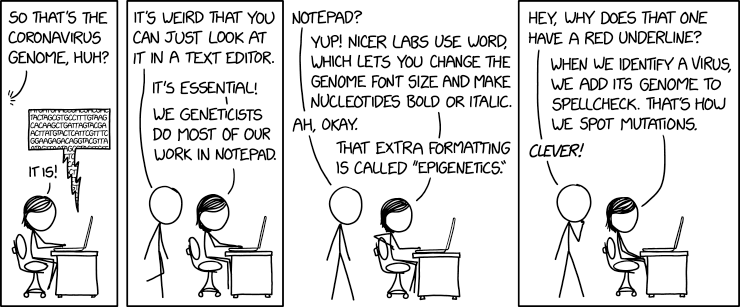 SO THAT'S THE
CORONAVIRUS
GENOME, HUH?
TACTAGCGTGCCTTTGTAAG
CACAAGCTGATTAGTACGA
ACTTATGTACTCATTCGTTTC
GGAAGAGACAGGTACGTTA
IT IS!
IT'S WEIRD THAT YOU
CAN JUST LOOK AT
IT IN A TEXT EDITOR.
IT'S ESSENTIAL!
WE GENETICISTS
DO MOST OF OUR
WORK IN NOTEPAD.
NOTEPAD?
YUP! NICER LABS USE WORD,
WHICH LETS YOU CHANGE THE
GENOME FONT SIZE AND MAKE
NUCLEOTIDES BOLD OR ITALIC.
AH, OKAY.
THAT EXTRA FORMATTING
IS CALLED "EPIGENETICS."
HEY, WHY DOES THAT ONE
HAVE A RED UNDERLINE?
WHEN WE IDENTIFY A VIRUS,
WE ADD ITS GENOME TO
SPELLCHECK. THAT'S HOW
WE SPOT MUTATIONS.
CLEVER!